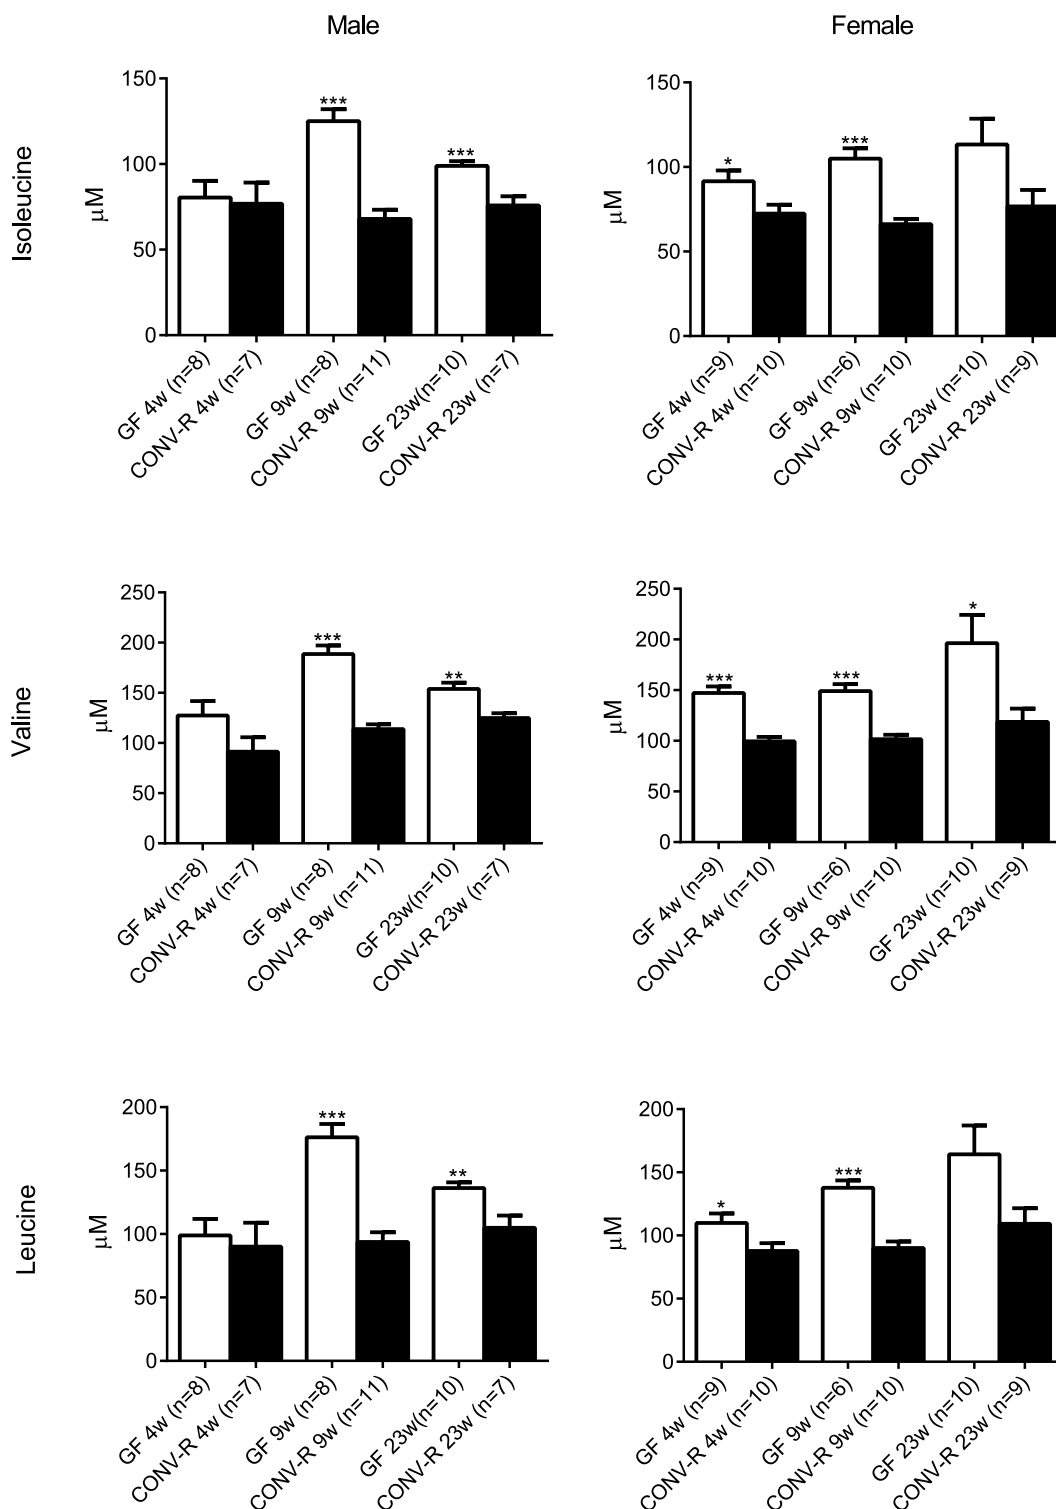 Male
Female
Isoleucine
μM
150
100
50
0
***
***
GF 4w (n=8)
CONV-R 4w (n=7)
GF 9w (n=8)
CONV-R 9w (n=11)
GF 23w(n=10)
CONV-R 23w (n=7)
μM
150
100
50
0
*
***
GF 4w (n=9)
CONV-R 4w (n=10)
GF 9w (n=6)
CONV-R 9w (n=10)
GF 23w (n=10)
CONV-R 23w (n=9)
Valine
μM
250
200
150
100
50
0
***
**
GF 4w (n=8)
CONV-R 4w (n=7)
GF 9w (n=8)
CONV-R 9w (n=11)
GF 23w(n=10)
CONV-R 23w (n=7)
μM
250
200
150
100
50
0
***
***
*
GF 4w (n=9)
CONV-R 4w (n=10)
GF 9w (n=6)
CONV-R 9w (n=10)
GF 23w (n=10)
CONV-R 23w (n=9)
Leucine
μM
200
150
100
50
0
***
**
GF 4w (n=8)
CONV-R 4w (n=7)
GF 9w (n=8)
CONV-R 9w (n=11)
GF 23w(n=10)
CONV-R 23w (n=7)
μM
200
150
100
50
0
*
***
GF 4w (n=9)
CONV-R 4w (n=10)
GF 9w (n=6)
CONV-R 9w (n=10)
GF 23w (n=10)
CONV-R 23w (n=9)